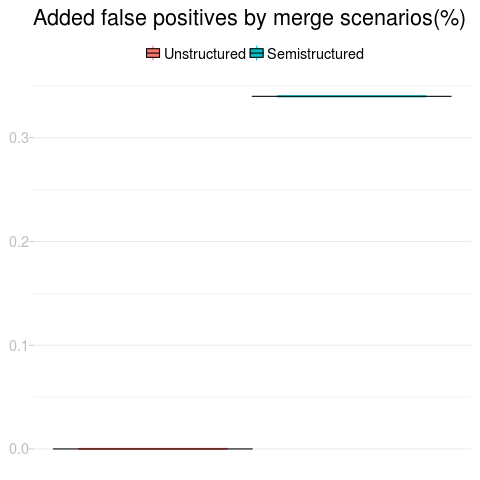 Added false positives by merge scenarios(%)
Unstructured Semistructured
0.3
0.2
0.1
0.0